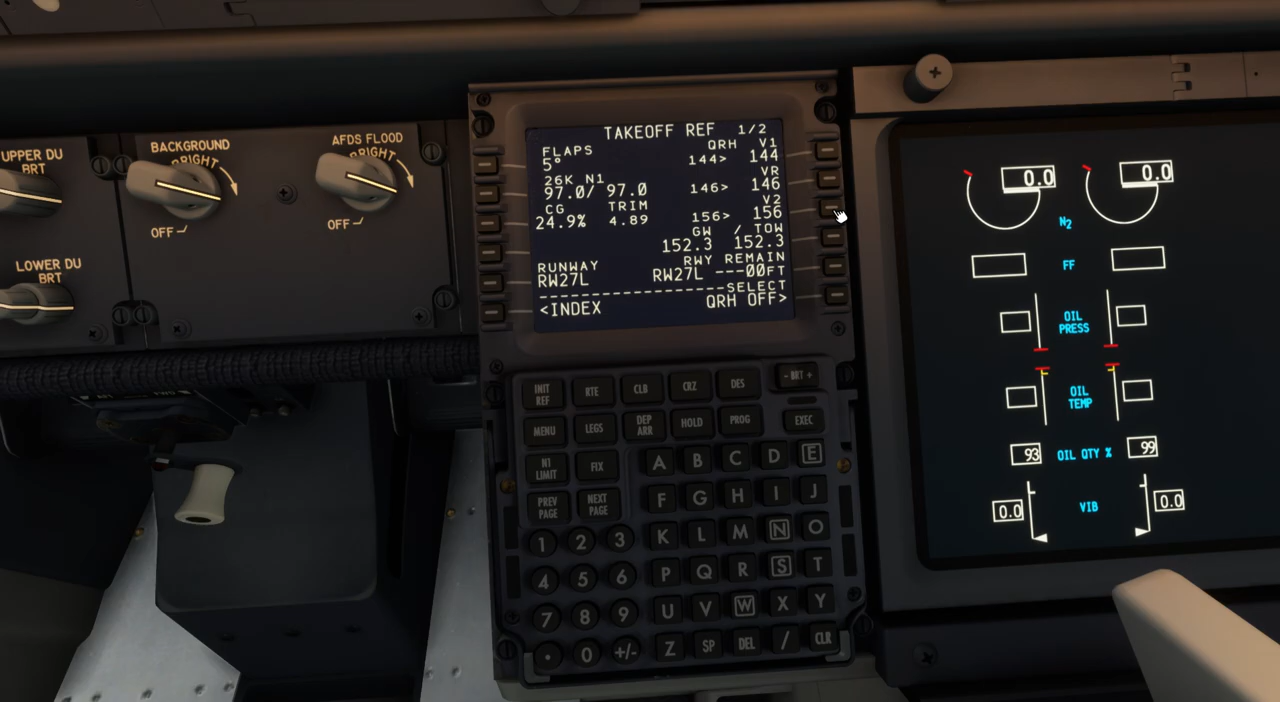 UPPER DU
BRT
BACKGROUND
BRIGHT
OFF
AFDS FLOOD
BRIGHT
OFF
LOWER DU
BRT
TAKEOFF REF 1/2
FLAPS QRH V1
5° 144> 144
26K N1 VR
97.0/ 97.0 146> 146
CG TRIM V2
24.9% 4.89 156> 156
GW / TOW
152.3 152.3
RUNWAY RWY REMAIN
RW27L RW27L ---00FT
--------------------SELECT
<INDEX QRH OFF>
INIT REF
RTE
CLB
CRZ
DES
- BRT +
MENU
LEGS
DEP ARR
HOLD
PROG
EXEC
N1 LIMIT
FIX
A B C D E
PREV PAGE
NEXT PAGE
F G H I J
1 2 3 K L M N O
4 5 6 P Q R S T
7 8 9 U V W X Y
. 0 +/- Z SP DEL / CLR
0.0 0.0
N2
FF
OIL
PRESS
OIL
TEMP
93 OIL QTY % 99
0.0 VIB 0.0